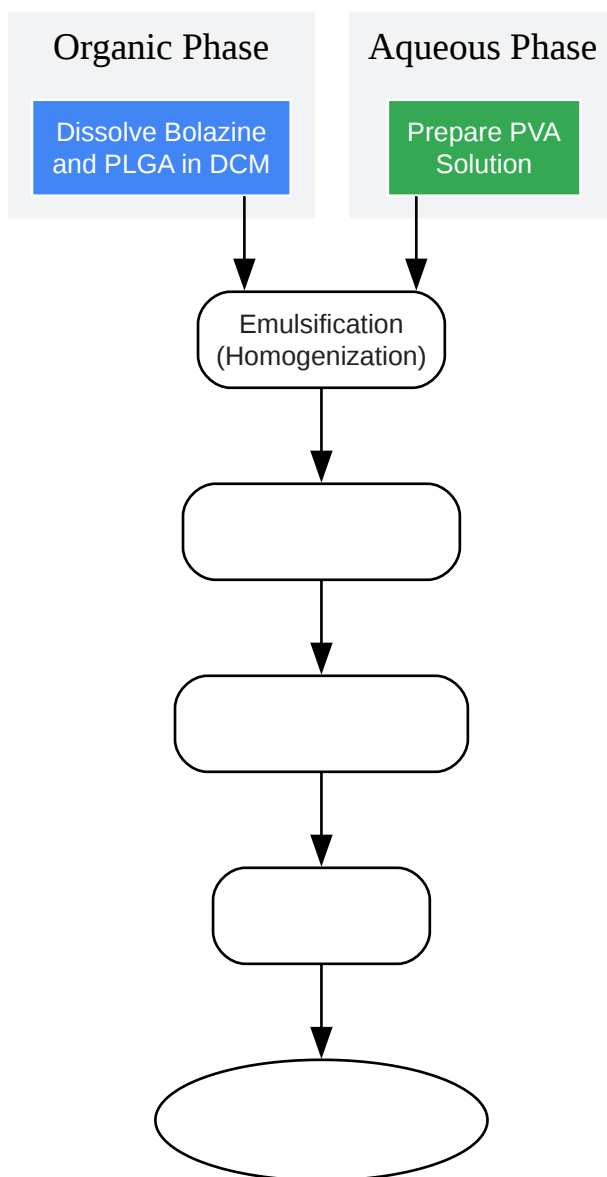 Organic Phase
Aqueous Phase
Dissolve Bolazine
and PLGA in DCM
Prepare PVA
Solution
Emulsification
(Homogenization)